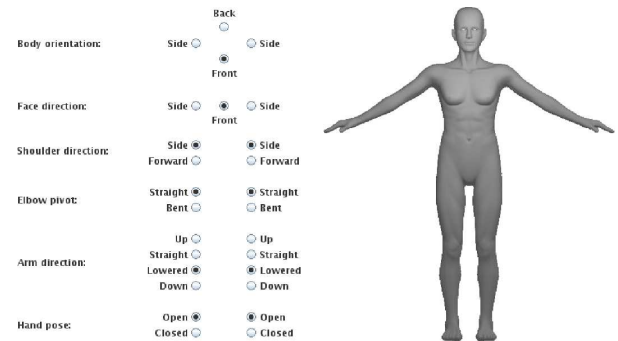 Back
Body orientation: Side Side
Front
Face direction: Side Side
Front
Shoulder direction: Side Side
Forward Forward
Elbow pivot: Straight Straight
Bent Bent
Up Up
Straight Straight
Arm direction: Lowered Lowered
Down Down
Hand pose: Open Open
Closed Closed